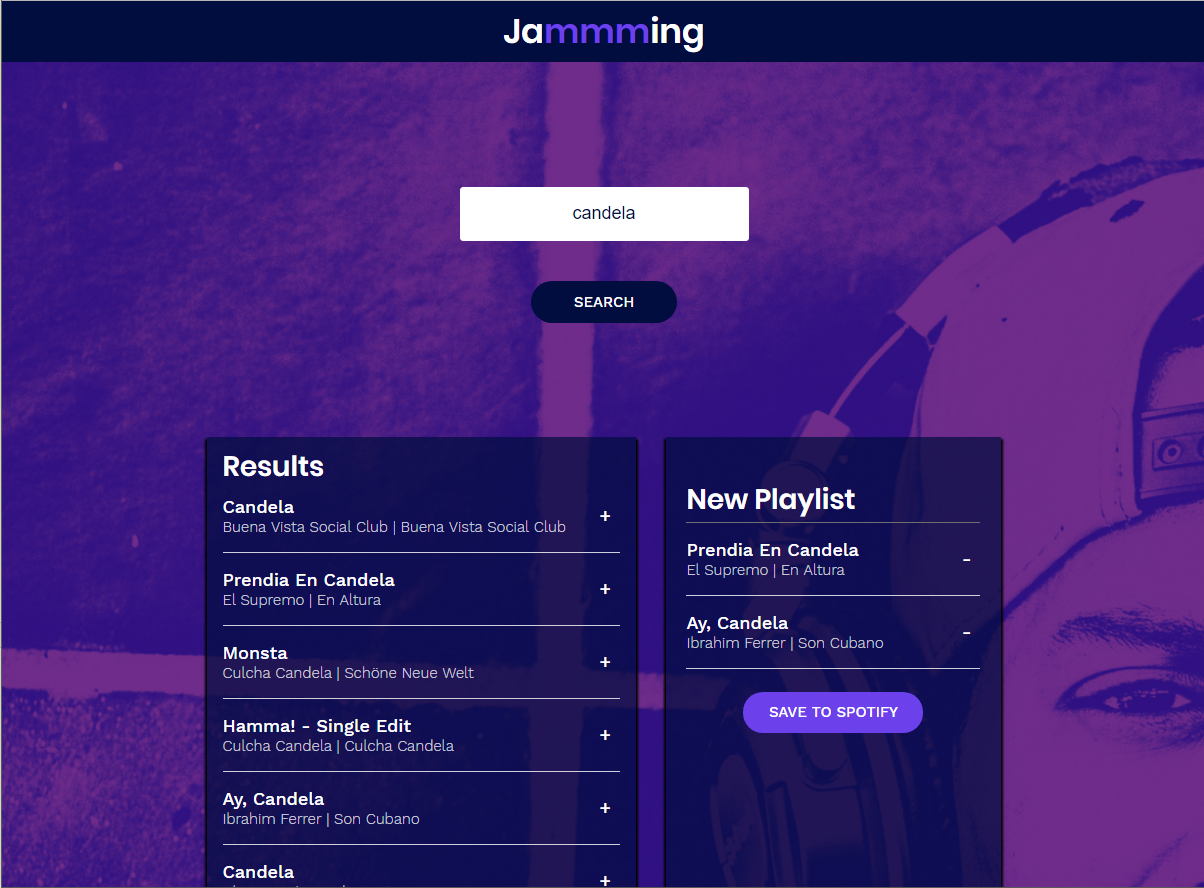 Jammming
candela
SEARCH
Results
Candela
Buena Vista Social Club | Buena Vista Social Club
+
Prendia En Candela
El Supremo | En Altura
+
Monsta
Culcha Candela | Schöne Neue Welt
+
Hamma! - Single Edit
Culcha Candela | Culcha Candela
+
Ay, Candela
Ibrahim Ferrer | Son Cubano
+
Candela
+
New Playlist
Prendia En Candela
El Supremo | En Altura
-
Ay, Candela
Ibrahim Ferrer | Son Cubano
-
SAVE TO SPOTIFY